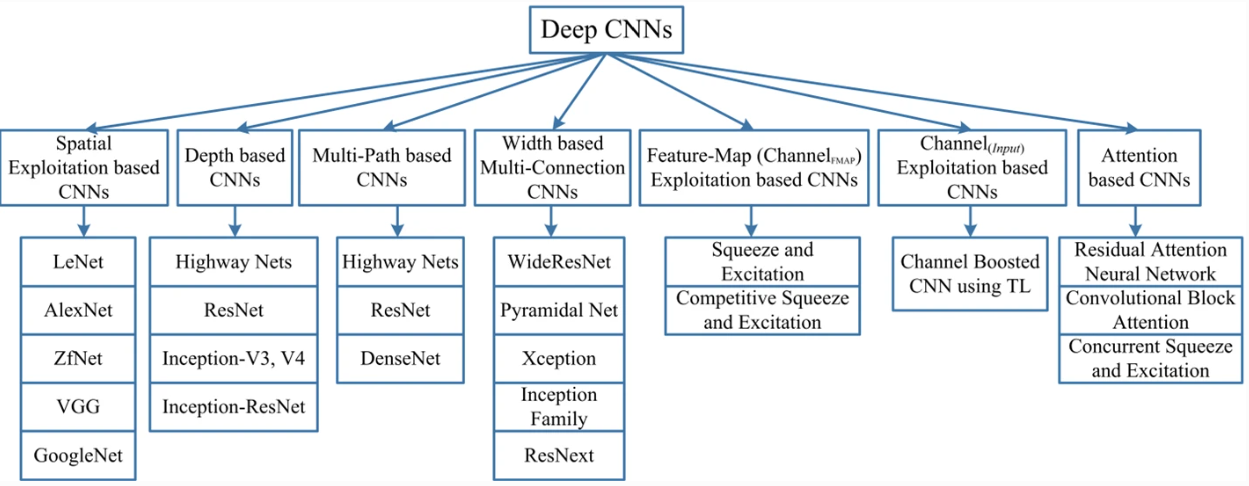 Deep CNNs
Spatial
Exploitation based
CNNs
Depth based
CNNs
Multi-Path based
CNNs
Width based
Multi-Connection
CNNs
Feature-Map (ChannelFMAP)
Exploitation based CNNs
Channel(Input)
Exploitation based
CNNs
Attention
based CNNs
LeNet
AlexNet
ZfNet
VGG
GoogleNet
Highway Nets
ResNet
Inception-V3, V4
Inception-ResNet
Highway Nets
ResNet
DenseNet
WideResNet
Pyramidal Net
Xception
Inception
Family
ResNext
Squeeze and
Excitation
Competitive Squeeze
and Excitation
Channel Boosted
CNN using TL
Residual Attention
Neural Network
Convolutional Block
Attention
Concurrent Squeeze
and Excitation